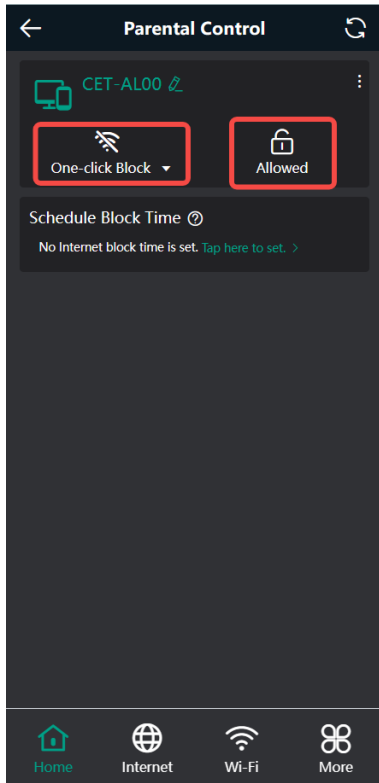 Parental Control
CET-AL00
One-click Block
Allowed
Schedule Block Time
No Internet block time is set. Tap here to set. >
Home
Internet
Wi-Fi
More